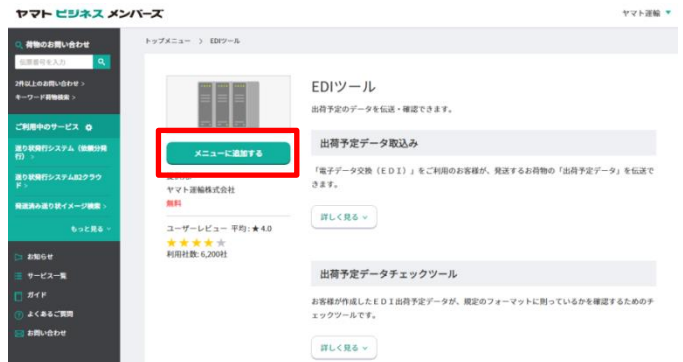 ヤマト ビジネス メンバーズ
ヤマト運輸
荷物のお問い合わせ
伝票番号を入力
2件以上のお問い合わせ >
キーワード荷物検索 >
ご利用中のサービス
送り状発行システム（依頼分発
行） >
送り状発行システムB2クラウ
ド >
発送済み送り状イメージ検索 >
もっと見る
お知らせ
サービス一覧
ガイド
よくあるご質問
お問い合わせ
トップメニュー > EDIツール
メニューに追加する
ヤマト運輸株式会社
無料
ユーザーレビュー 平均:★4.0
★★★★★
利用社数: 6,200社
EDIツール
出荷予定のデータを伝送・確認できます。
出荷予定データ取込み
「電子データ交換（EDI）」をご利用のお客様が、発送するお荷物の「出荷予定データ」を伝送で
きます。
詳しく見る
出荷予定データチェックツール
お客様が作成したEDI出荷予定データが、規定のフォーマットに則っているかを確認するためのチ
ェックツールです。
詳しく見る